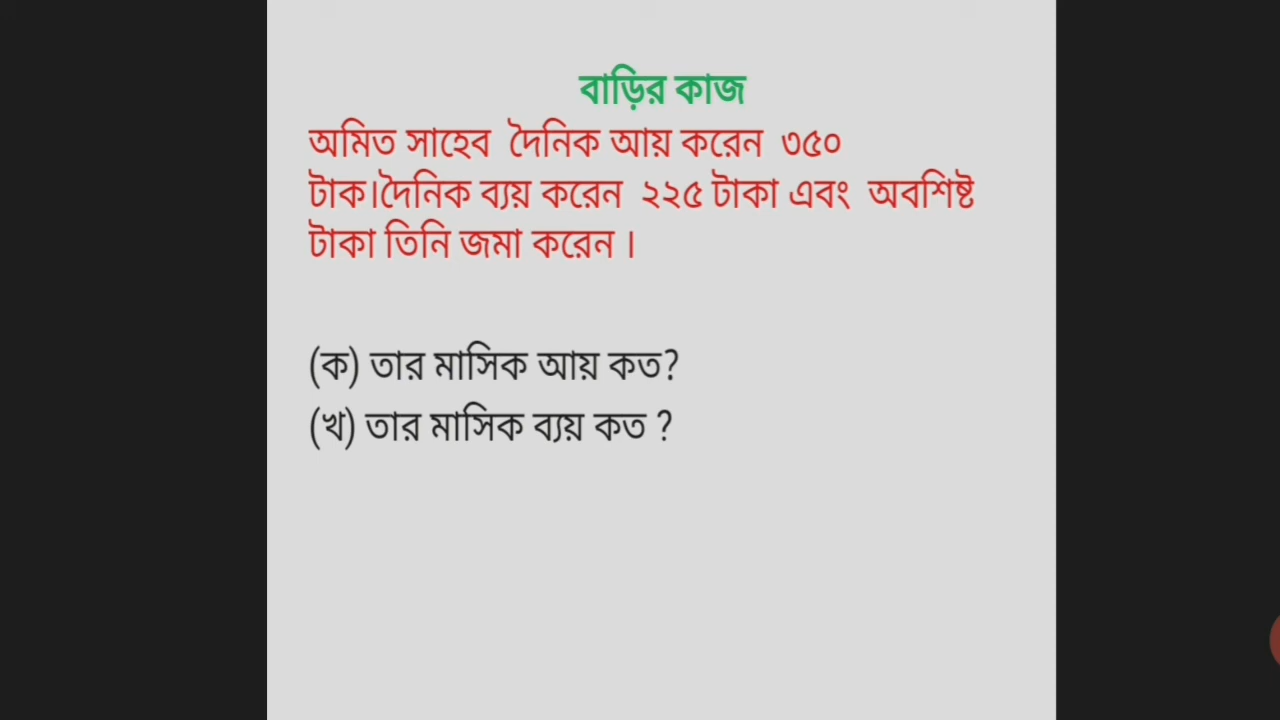 বাড়ির কাজ
অমিত সাহেব দৈনিক আয় করেন ৩৫০
টাক।দৈনিক ব্যয় করেন ২২৫ টাকা এবং অবশিষ্ট
টাকা তিনি জমা করেন ।
(ক) তার মাসিক আয় কত?
(খ) তার মাসিক ব্যয় কত ?